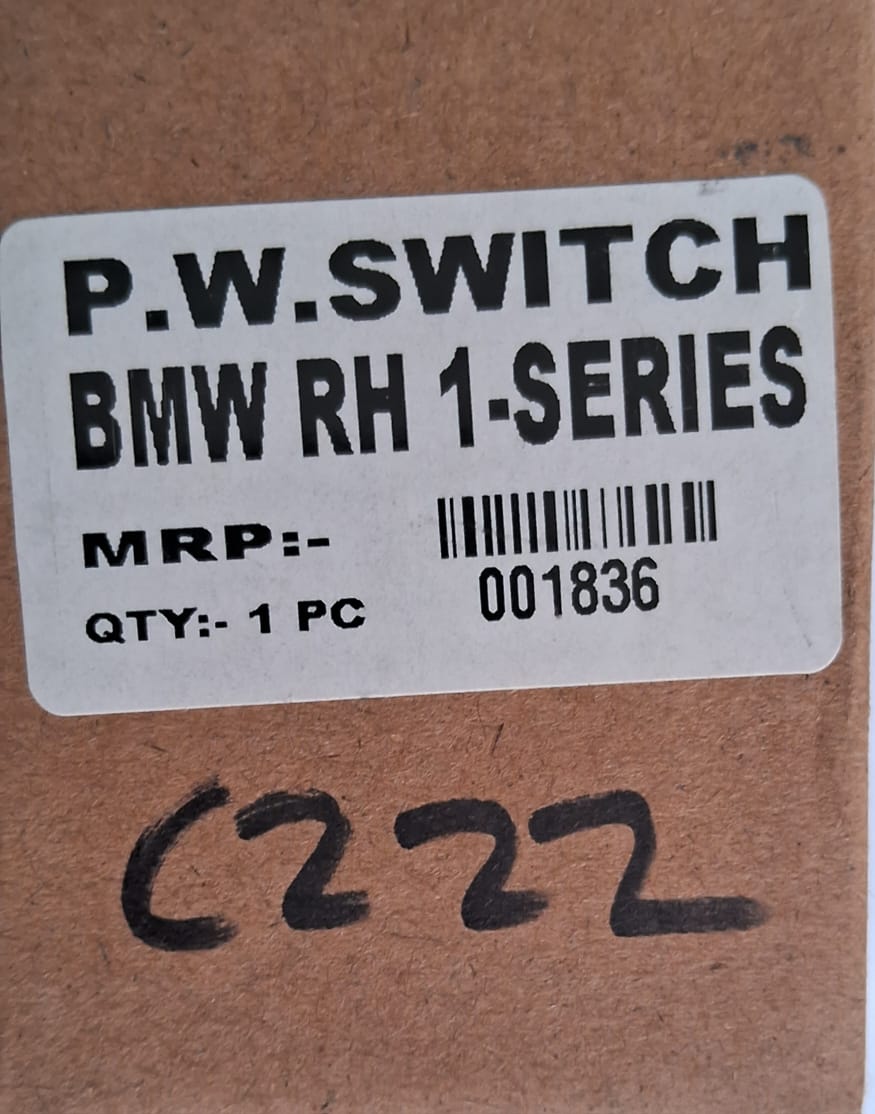 P.W.SWITCH
BMW RH 1-SERIES
MRP:-
001836
QTY:- 1 PC
C222